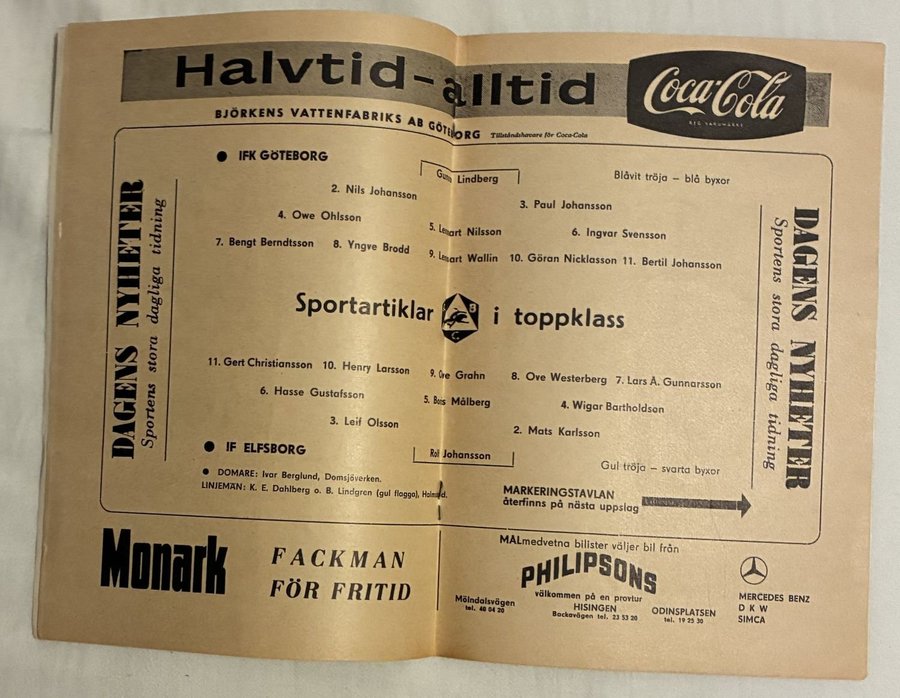 Halvtid-alltid
Coca-Cola
REG. VARUMÄRKE
BJÖRKENS VATTENFABRIKS AB GÖTEBORG Tillståndshavare för Coca-Cola
DAGENS NYHETER
Sportens stora dagliga tidning
● IFK GÖTEBORG
Lindberg
Blåvit tröja – blå byxor
2. Nils Johansson
3. Paul Johansson
4. Owe Ohlsson
5. Lennart Nilsson
6. Ingvar Svensson
7. Bengt Berndtsson 8. Yngve Brodd 9. Lennart Wallin 10. Göran Nicklasson 11. Bertil Johansson
Sportartiklar i toppklass
11. Gert Christiansson 10. Henry Larsson 9. Ove Grahn 8. Ove Westerberg 7. Lars Å. Gunnarsson
6. Hasse Gustafsson 5. Bons Målberg 4. Wigar Bartholdson
3. Leif Olsson
2. Mats Karlsson
● IF ELFSBORG
Johansson
Gul tröja – svarta byxor
● DOMARE: Ivar Berglund, Domsjöverken.
LINJEMÄN: K. E. Dahlberg o. B. Lindgren (gul flagga), Halmstad.
MARKERINGSTAVLAN
återfinns på nästa uppslag
DAGENS NYHETER
Sportens stora dagliga tidning
Monark
FACKMAN
FÖR FRITID
MÅLmedvetna bilister väljer bil från
PHILIPSONS
välkommen på en provtur
Mölndalsvägen
tel. 40 04 20
HISINGEN
Backavägen tel. 23 53 20
ODINSPLATSEN
tel. 19 25 30
MERCEDES BENZ
DKW
SIMCA